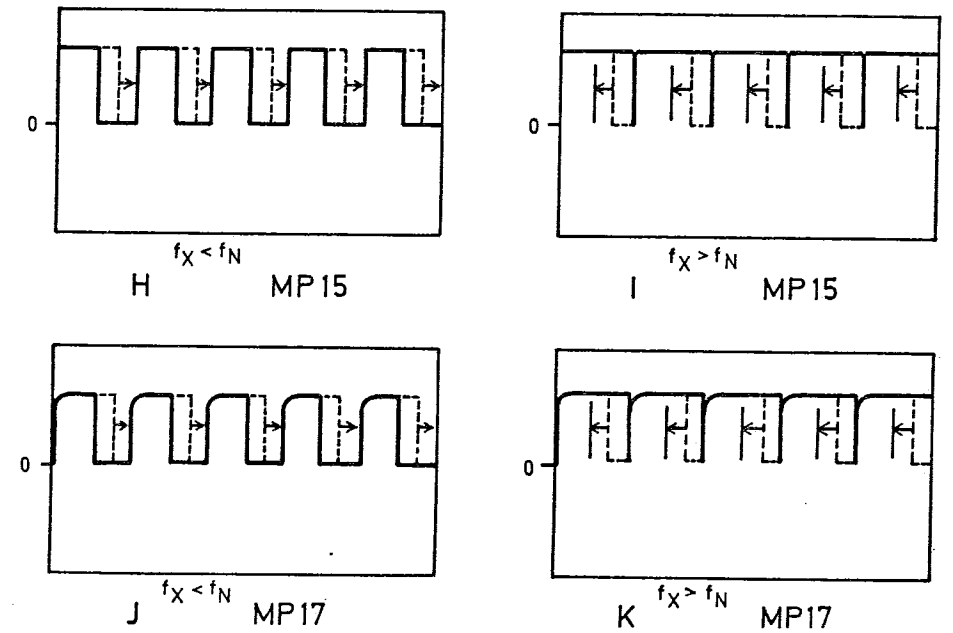 0
0
fX < fN
fX > fN
H MP15
I MP15
0
0
fX < fN
fX > fN
J MP17
K MP17